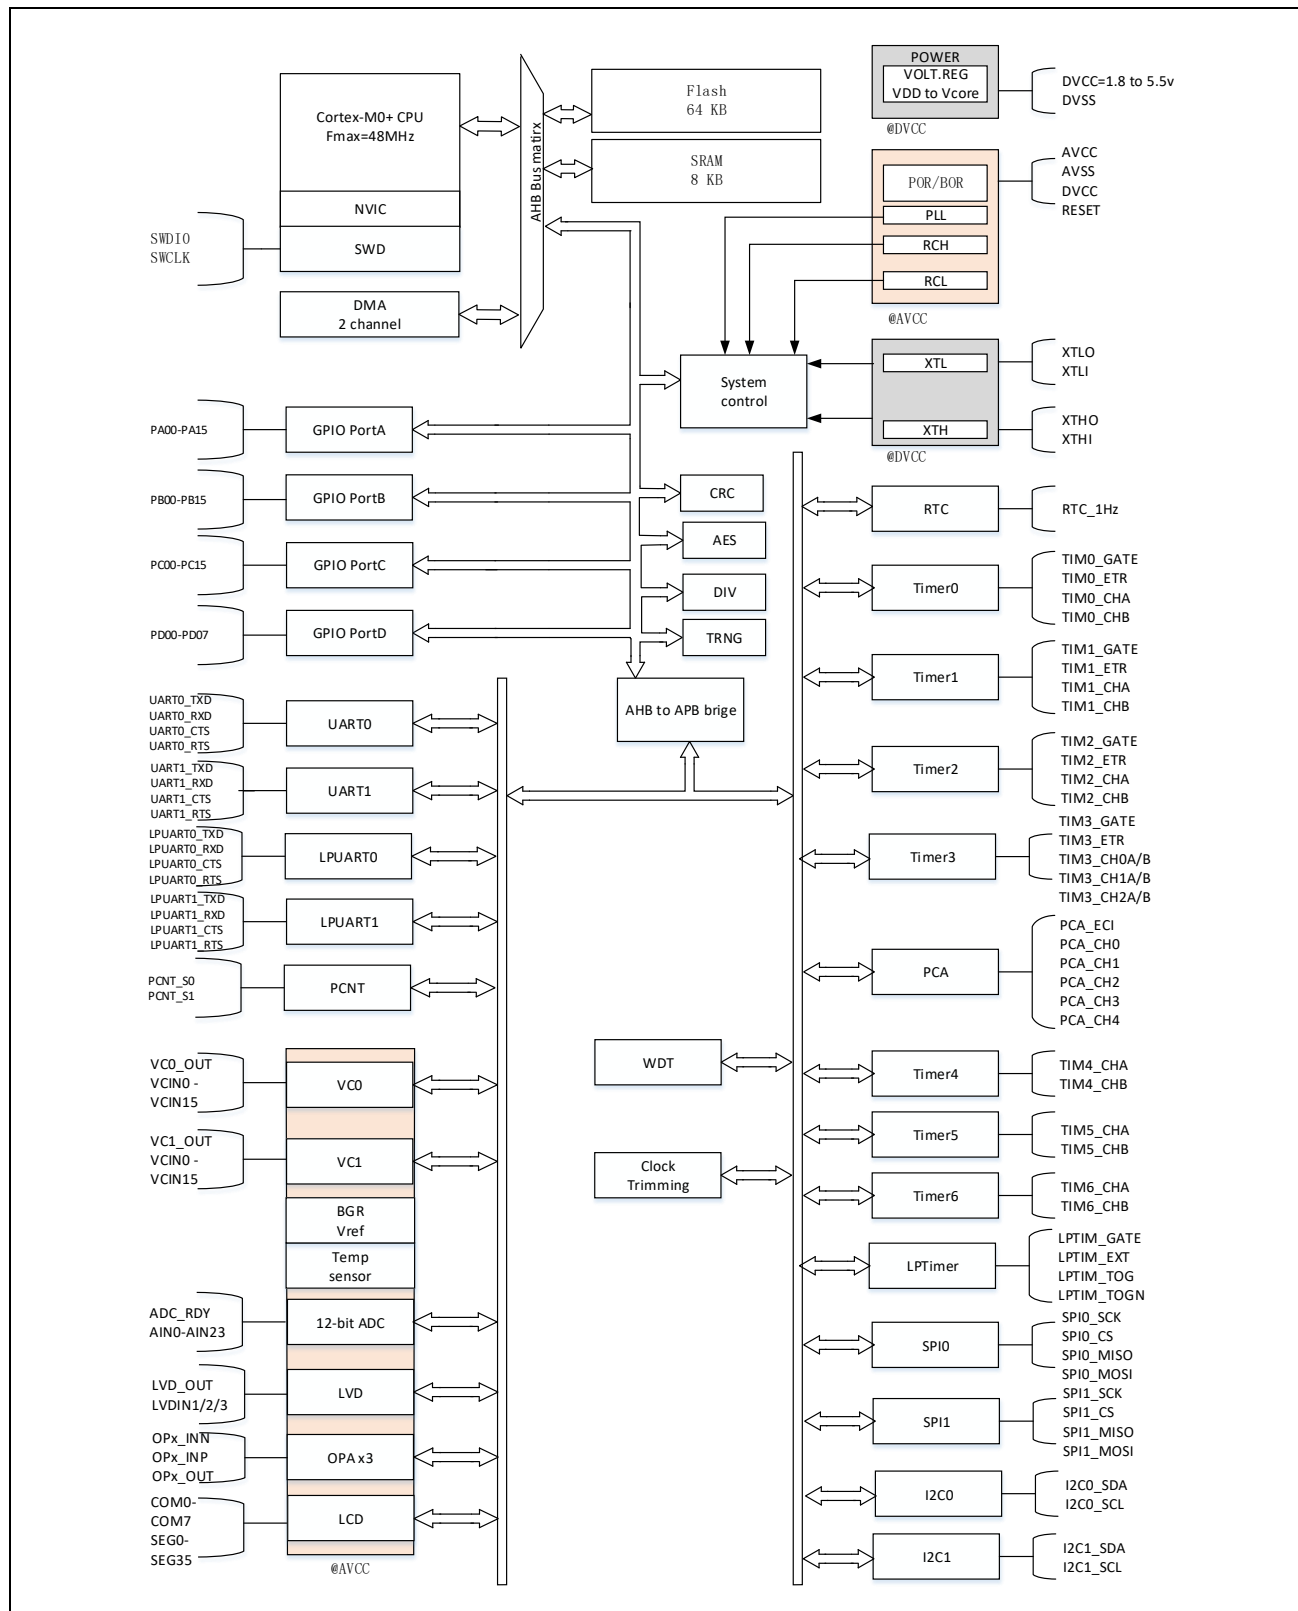 POWER
VOLT.REG
VDD to Vcore
@DVCC
DVCC=1.8 to 5.5v
DVSS
Cortex-M0+ CPU
Fmax=48MHz
NVIC
SWD
SWDIO
SWCLK
DMA
2 channel
AHB Bus matirx
Flash
64 KB
SRAM
8 KB
POR/BOR
PLL
RCH
RCL
@AVCC
AVCC
AVSS
DVCC
RESET
System
control
XTL
XTH
@DVCC
XTLO
XTLI
XTHO
XTHI
PA00-PA15
GPIO PortA
PB00-PB15
GPIO PortB
PC00-PC15
GPIO PortC
PD00-PD07
GPIO PortD
CRC
AES
DIV
TRNG
AHB to APB brige
UART0_TXD
UART0_RXD
UART0_CTS
UART0_RTS
UART0
UART1_TXD
UART1_RXD
UART1_CTS
UART1_RTS
UART1
LPUART0_TXD
LPUART0_RXD
LPUART0_CTS
LPUART0_RTS
LPUART0
LPUART1_TXD
LPUART1_RXD
LPUART1_CTS
LPUART1_RTS
LPUART1
PCNT_S0
PCNT_S1
PCNT
VC0_OUT
VCIN0 -
VCIN15
VC0
VC1_OUT
VCIN0 -
VCIN15
VC1
BGR
Vref
Temp
sensor
ADC_RDY
AIN0-AIN23
12-bit ADC
LVD_OUT
LVDIN1/2/3
LVD
OPx_INN
OPx_INP
OPx_OUT
OPA x3
COM0-
COM7
SEG0-
SEG35
LCD
@AVCC
WDT
Clock
Trimming
RTC
RTC_1Hz
Timer0
TIM0_GATE
TIM0_ETR
TIM0_CHA
TIM0_CHB
Timer1
TIM1_GATE
TIM1_ETR
TIM1_CHA
TIM1_CHB
Timer2
TIM2_GATE
TIM2_ETR
TIM2_CHA
TIM2_CHB
Timer3
TIM3_GATE
TIM3_ETR
TIM3_CH0A/B
TIM3_CH1A/B
TIM3_CH2A/B
PCA
PCA_ECI
PCA_CH0
PCA_CH1
PCA_CH2
PCA_CH3
PCA_CH4
Timer4
TIM4_CHA
TIM4_CHB
Timer5
TIM5_CHA
TIM5_CHB
Timer6
TIM6_CHA
TIM6_CHB
LPTimer
LPTIM_GATE
LPTIM_EXT
LPTIM_TOG
LPTIM_TOGN
SPI0
SPI0_SCK
SPI0_CS
SPI0_MISO
SPI0_MOSI
SPI1
SPI1_SCK
SPI1_CS
SPI1_MISO
SPI1_MOSI
I2C0
I2C0_SDA
I2C0_SCL
I2C1
I2C1_SDA
I2C1_SCL